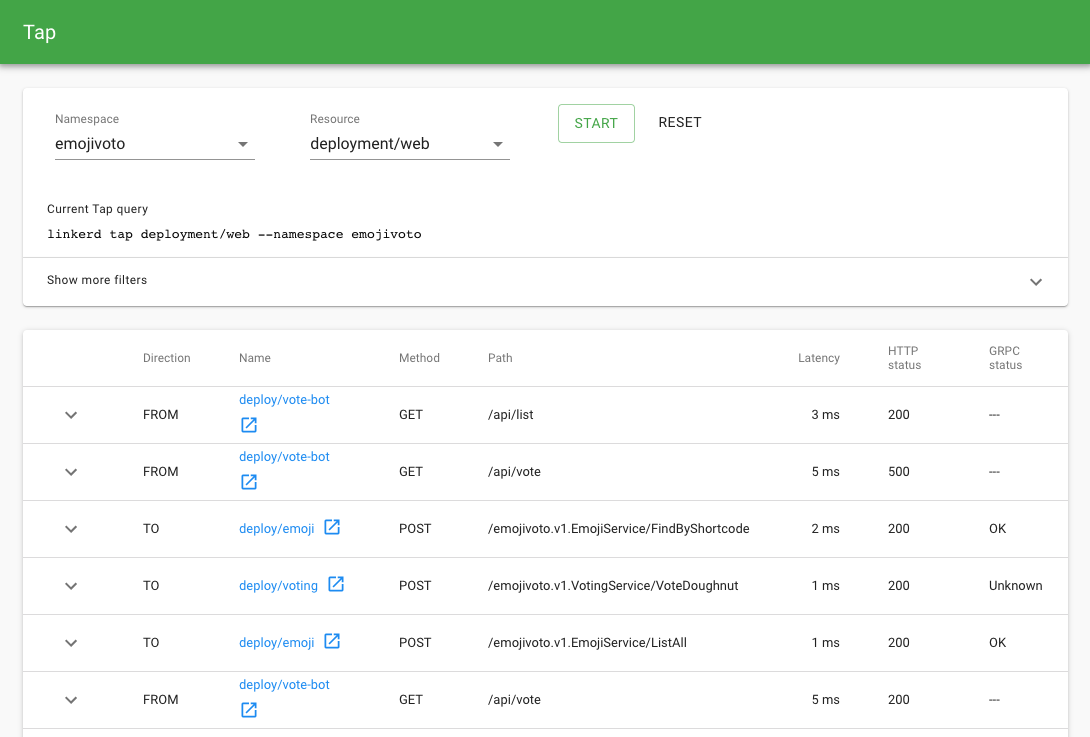 Tap
Namespace Resource
emojivoto deployment/web START RESET
Current Tap query
linkerd tap deployment/web --namespace emojivoto
Show more filters
Direction Name Method Path Latency HTTP status GRPC status
deploy/vote-bot
FROM GET /api/list 3 ms 200 ---
deploy/vote-bot
FROM GET /api/vote 5 ms 500 ---
TO deploy/emoji POST /emojivoto.v1.EmojiService/FindByShortcode 2 ms 200 OK
TO deploy/voting POST /emojivoto.v1.VotingService/VoteDoughnut 1 ms 200 Unknown
TO deploy/emoji POST /emojivoto.v1.EmojiService/ListAll 1 ms 200 OK
deploy/vote-bot
FROM GET /api/vote 5 ms 200 ---